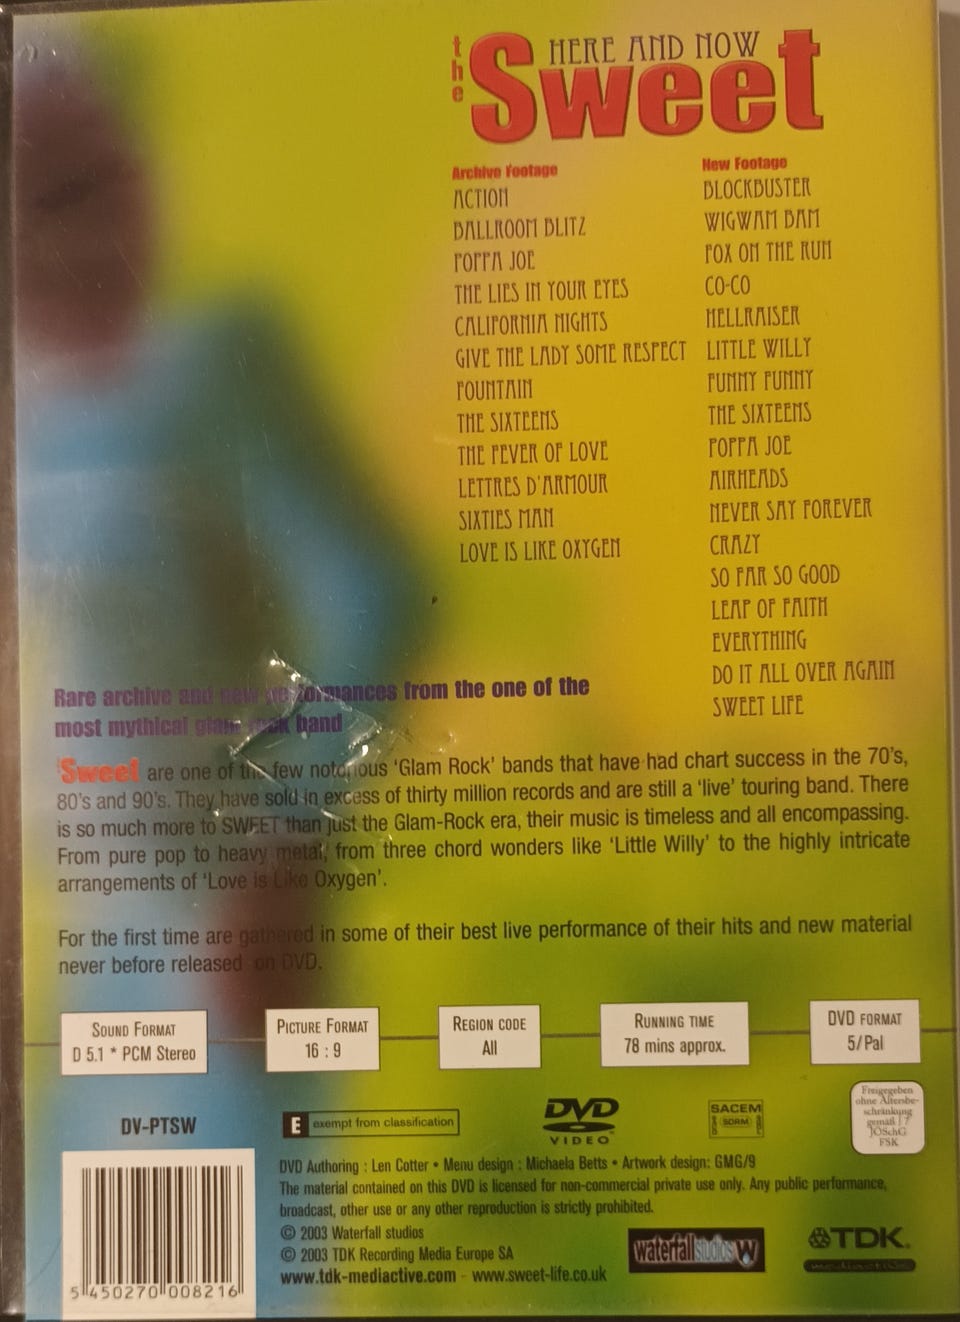 the
HERE AND NOW
Sweet
Archive Footage
ACTION
BALLROOM BLITZ
POPPA JOE
THE LIES IN YOUR EYES
CALIFORNIA NIGHTS
GIVE THE LADY SOME RESPECT
FOUNTAIN
THE SIXTEENS
THE FEVER OF LOVE
LETTRES D'ARMOUR
SIXTIES MAN
LOVE IS LIKE OXYGEN
New Footage
BLOCKBUSTER
WIGWAM BAM
FOX ON THE RUN
CO-CO
HELLRAISER
LITTLE WILLY
FUNNY FUNNY
THE SIXTEENS
POPPA JOE
AIRHEADS
NEVER SAY FOREVER
CRAZY
SO FAR SO GOOD
LEAP OF FAITH
EVERYTHING
DO IT ALL OVER AGAIN
SWEET LIFE
Rare archive and new performances from the one of the
most mythical glam rock band
Sweet are one of the few notorious 'Glam Rock' bands that have had chart success in the 70's,
80's and 90's. They have sold in excess of thirty million records and are still a 'live' touring band. There
is so much more to SWEET than just the Glam-Rock era, their music is timeless and all encompassing.
From pure pop to heavy metal, from three chord wonders like 'Little Willy' to the highly intricate
arrangements of 'Love is Like Oxygen'.
For the first time are gathered in some of their best live performance of their hits and new material
never before released on DVD.
SOUND FORMAT
D 5.1 * PCM Stereo
PICTURE FORMAT
16 : 9
REGION CODE
All
RUNNING TIME
78 mins approx.
DVD FORMAT
5/Pal
DV-PTSW
E exempt from classification
DVD
VIDEO
SACEM
SDRM
Freigegeben
ohne Altersbe-
schränkung
gemäß § 7
JÖSchG
FSK
DVD Authoring : Len Cotter • Menu design : Michaela Betts • Artwork design: GMG/9
The material contained on this DVD is licensed for non-commercial private use only. Any public performance,
broadcast, other use or any other reproduction is strictly prohibited.
© 2003 Waterfall studios
© 2003 TDK Recording Media Europe SA
www.tdk-mediactive.com - www.sweet-life.co.uk
waterfallstudios W
TDK
mediactive
5 450270 008216